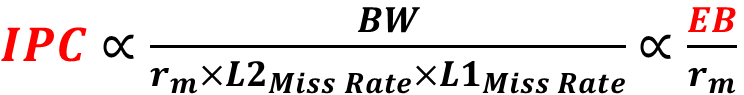 IPC ∝ BW / r_m×L2_Miss Rate×L1_Miss Rate ∝ EB / r_m